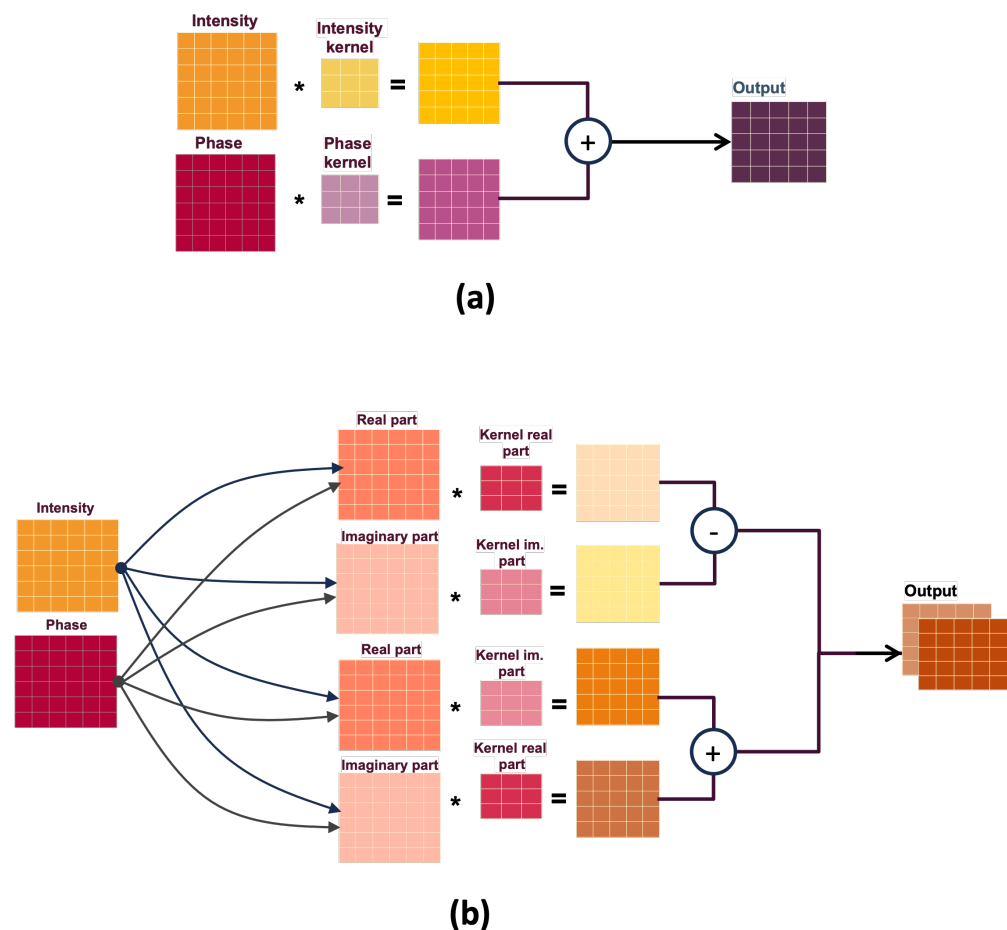 Intensity
Intensity
kernel
*
=
Phase
Phase
kernel
*
=
+
Output
(a)
Intensity
Phase
Real part
Kernel real
part
*
=
Imaginary part
Kernel im.
part
*
=
-
Real part
Kernel im.
part
*
=
Imaginary part
Kernel real
part
*
=
+
Output
(b)